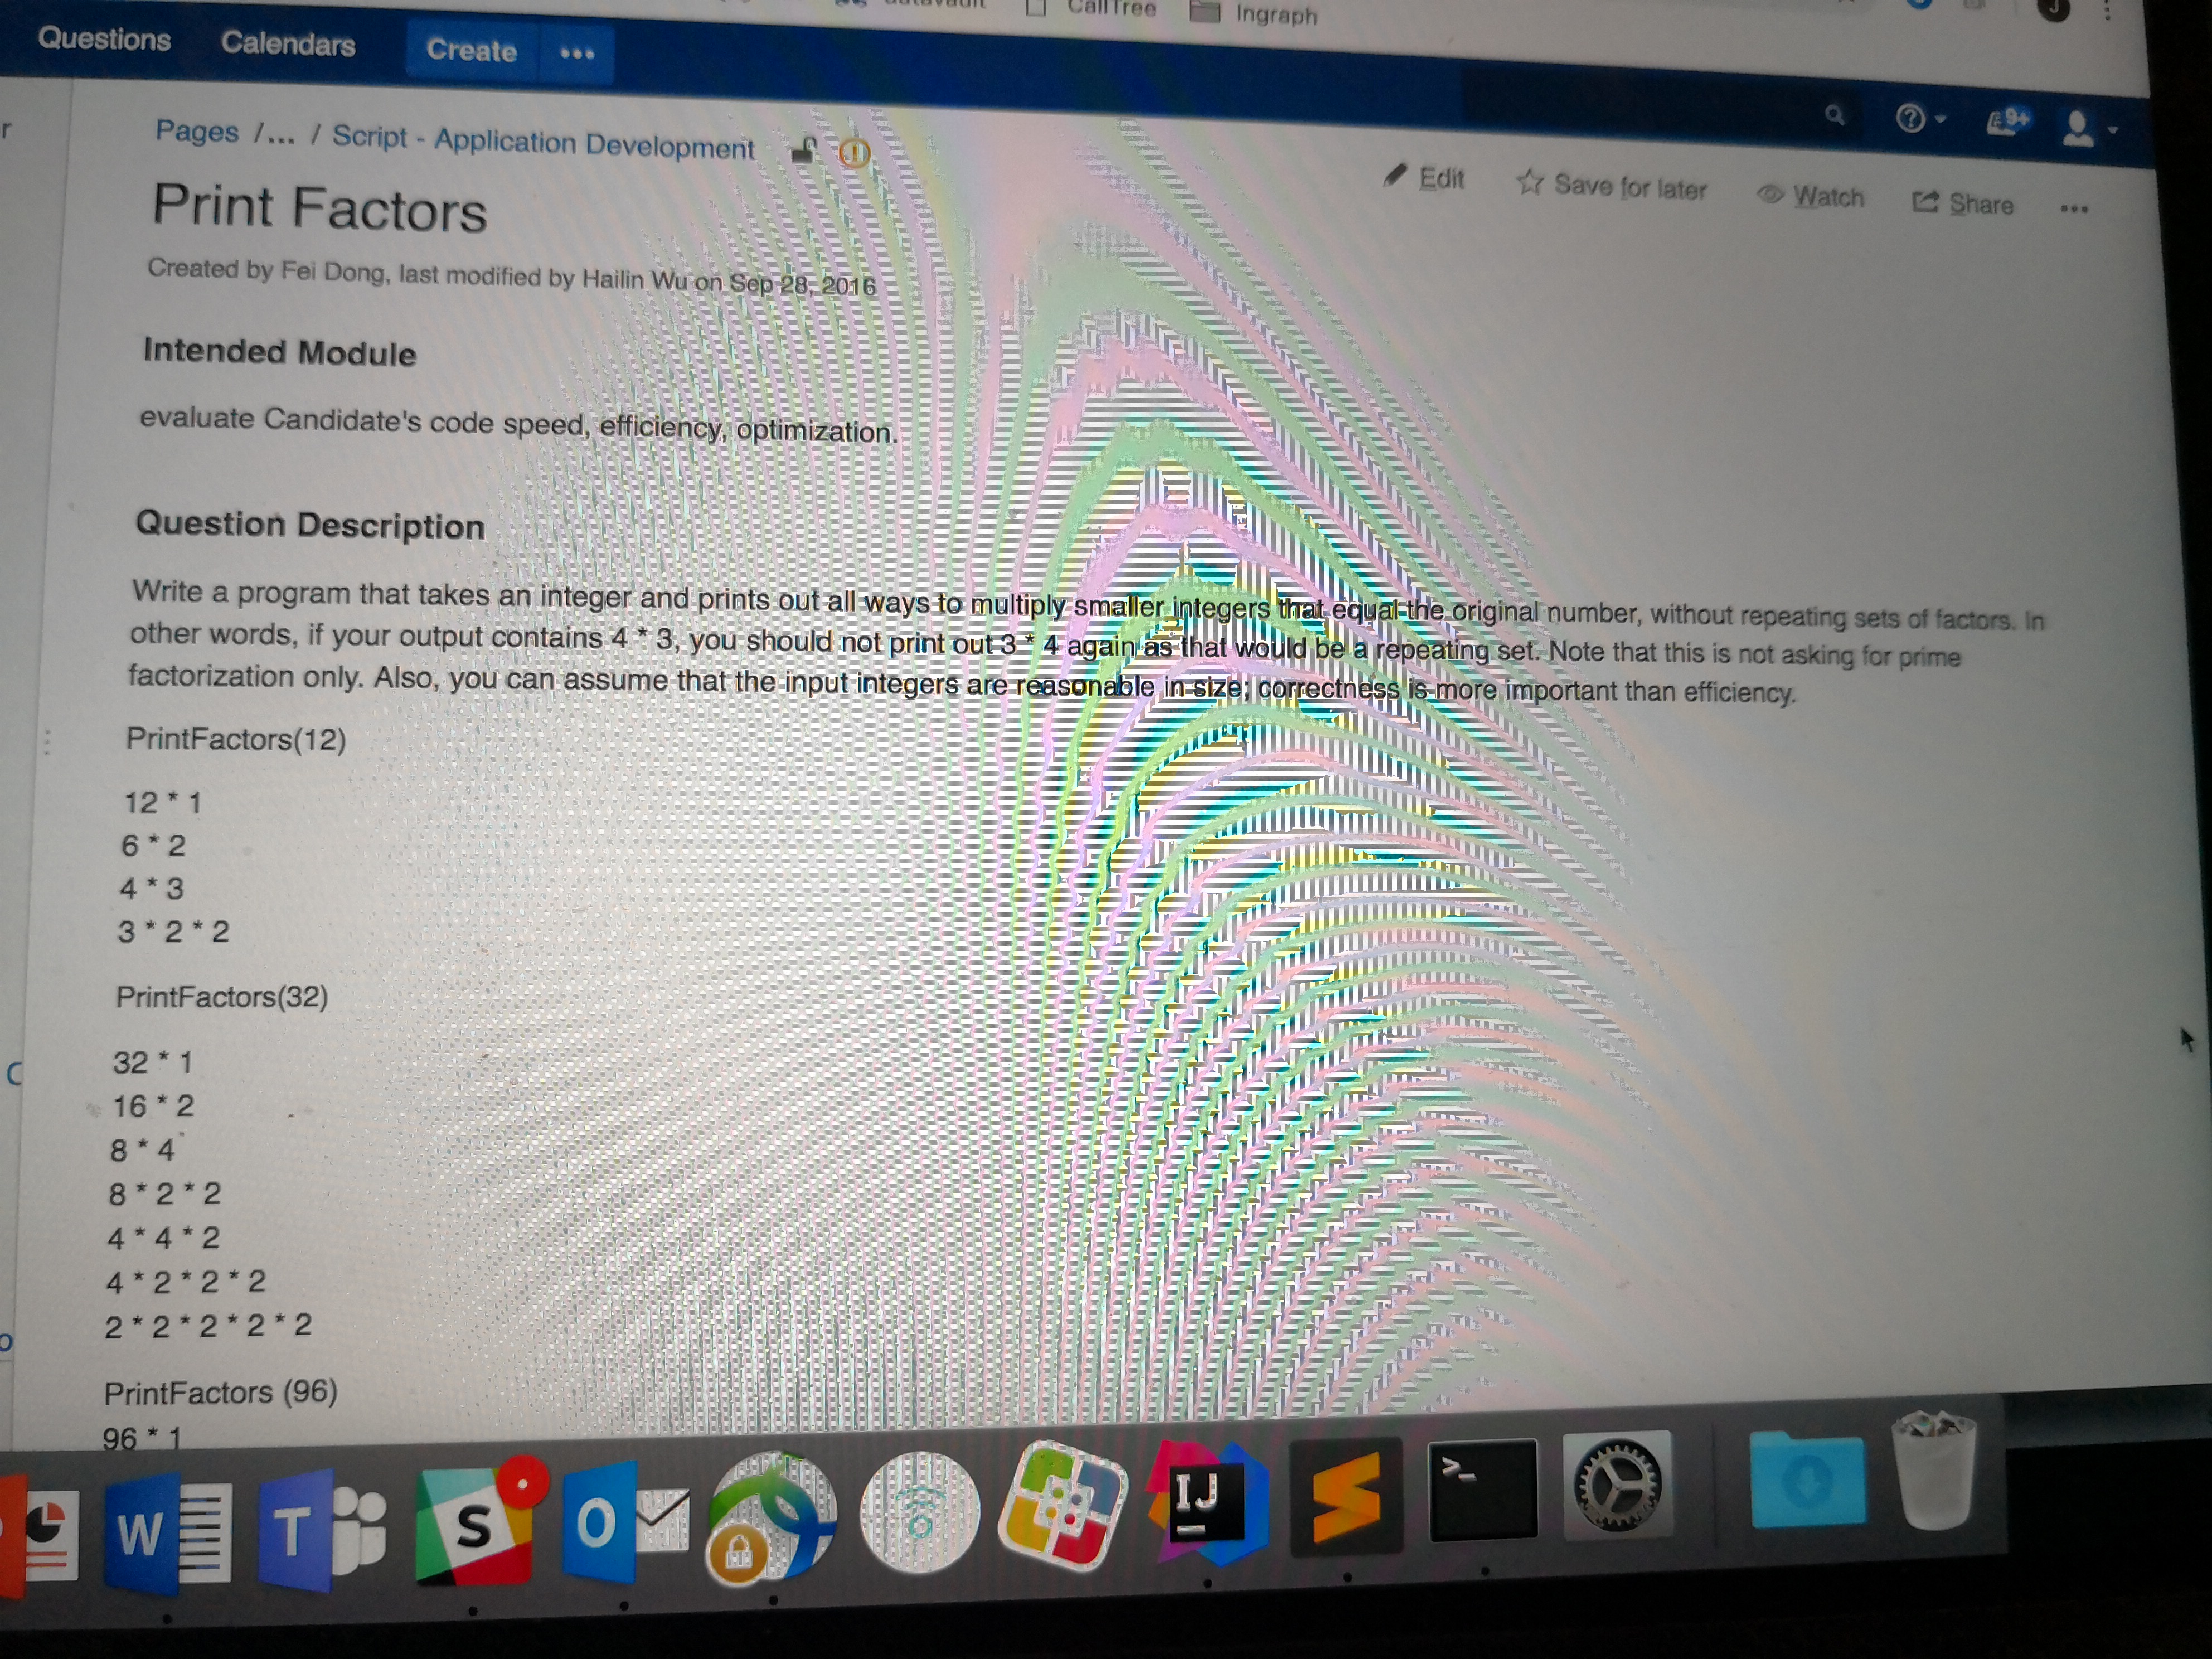 CallTree Ingraph
Questions Calendars Create
9+
Pages /... / Script - Application Development
Edit Save for later Watch Share
Print Factors
Created by Fei Dong, last modified by Hailin Wu on Sep 28, 2016
Intended Module
evaluate Candidate's code speed, efficiency, optimization.
Question Description
Write a program that takes an integer and prints out all ways to multiply smaller integers that equal the original number, without repeating sets of factors. In
other words, if your output contains 4 * 3, you should not print out 3 * 4 again as that would be a repeating set. Note that this is not asking for prime
factorization only. Also, you can assume that the input integers are reasonable in size; correctness is more important than efficiency.
PrintFactors(12)
12 * 1
6 * 2
4 * 3
3 * 2 * 2
PrintFactors(32)
32 * 1
16 * 2
8 * 4
8 * 2 * 2
4 * 4 * 2
4 * 2 * 2 * 2
2 * 2 * 2 * 2 * 2
PrintFactors (96)
96 * 1
W T S O IJ >_